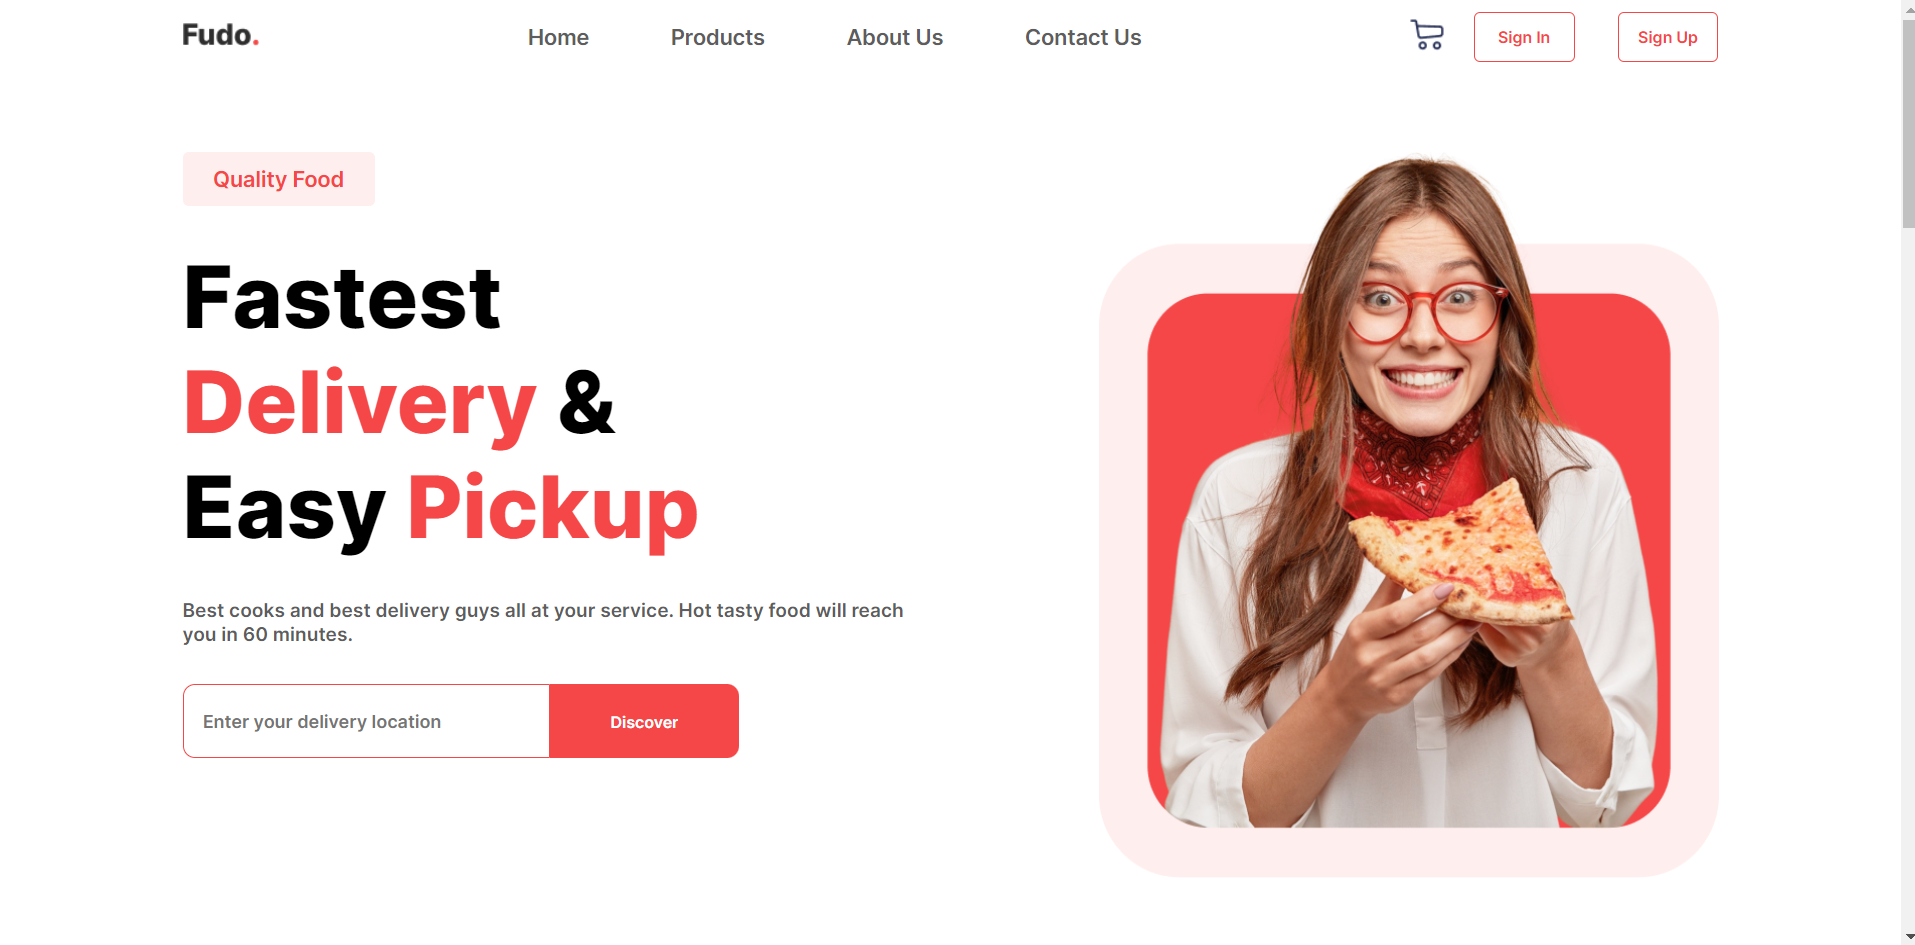 Fudo.
Home
Products
About Us
Contact Us
Sign In
Sign Up
Quality Food
Fastest
Delivery &
Easy Pickup
Best cooks and best delivery guys all at your service. Hot tasty food will reach
you in 60 minutes.
Enter your delivery location
Discover